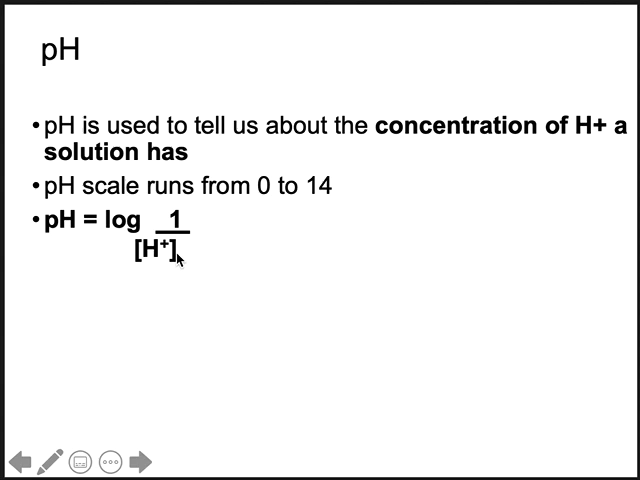 pH
•pH is used to tell us about the concentration of H+ a
solution has
•pH scale runs from 0 to 14
•pH = log 1
[H⁺]